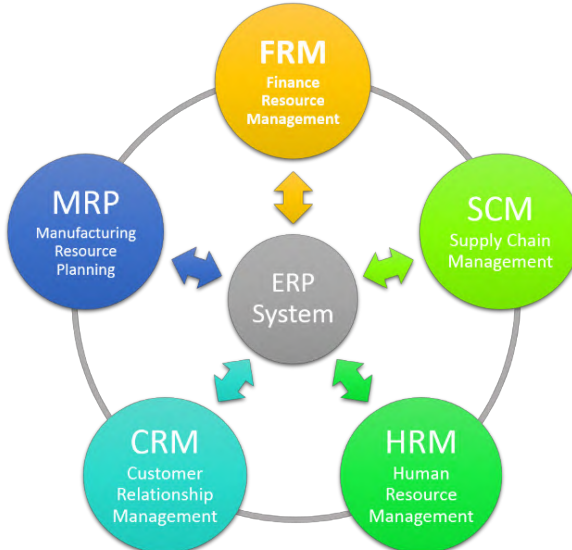 FRM
Finance
Resource
Management
MRP
Manufacturing
Resource
Planning
SCM
Supply Chain
Management
ERP
System
CRM
Customer
Relationship
Management
HRM
Human
Resource
Management